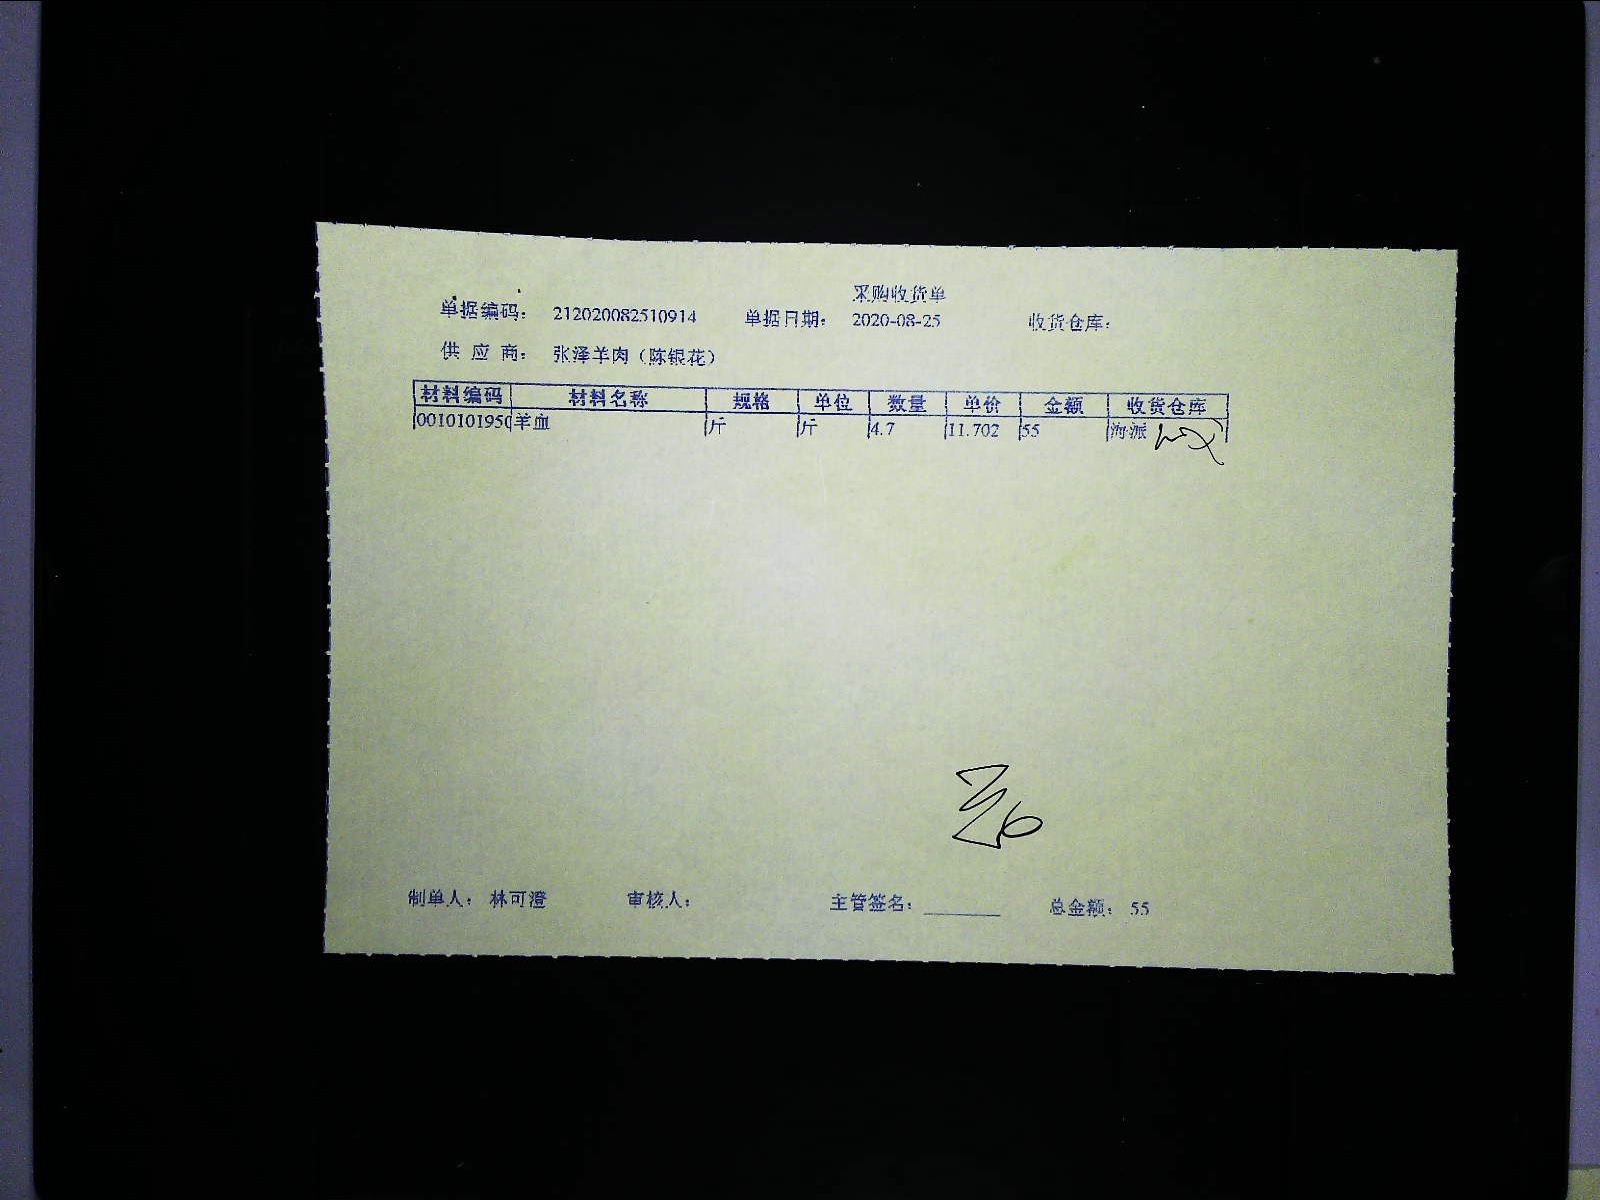 采购收货单
单据编码： 212020082510914 单据日期： 2020-08-25 收货仓库：
供 应 商： 张泽羊肉（陈银花）
材料编码 材料名称 规格 单位 数量 单价 金额 收货仓库
0010101950 羊血 斤 斤 4.7 11.702 55 海派
制单人： 林可澄 审核人： 主管签名： 总金额： 55